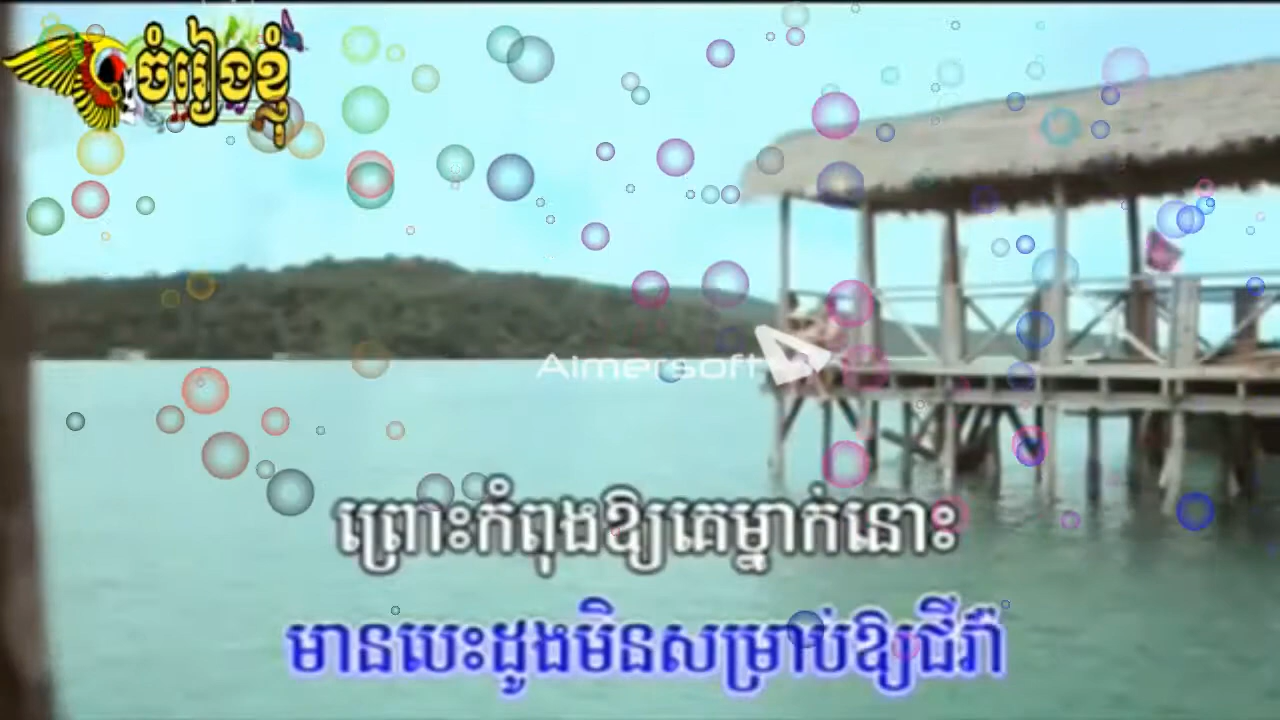 ចំរៀងខ្ញុំ
Aimersoft
ព្រោះកំពុងឱ្យគេម្នាក់នោះ
មានបេះដូងមិនសម្រាប់ឱ្យជីវ៉ា